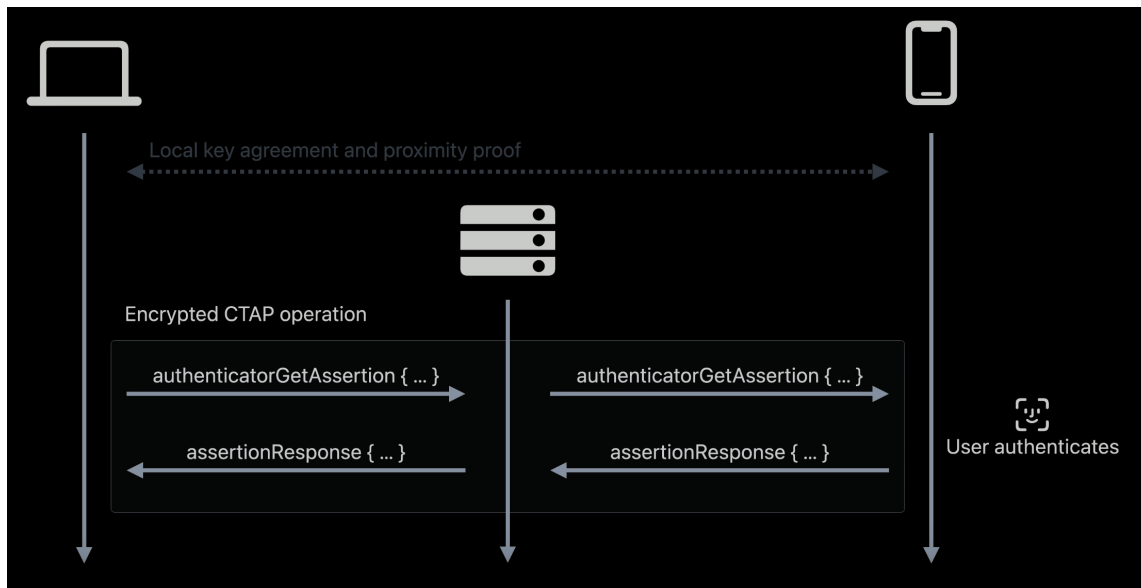 Local key agreement and proximity proof
Encrypted CTAP operation
authenticatorGetAssertion { ... }
authenticatorGetAssertion { ... }
assertionResponse { ... }
assertionResponse { ... }
User authenticates